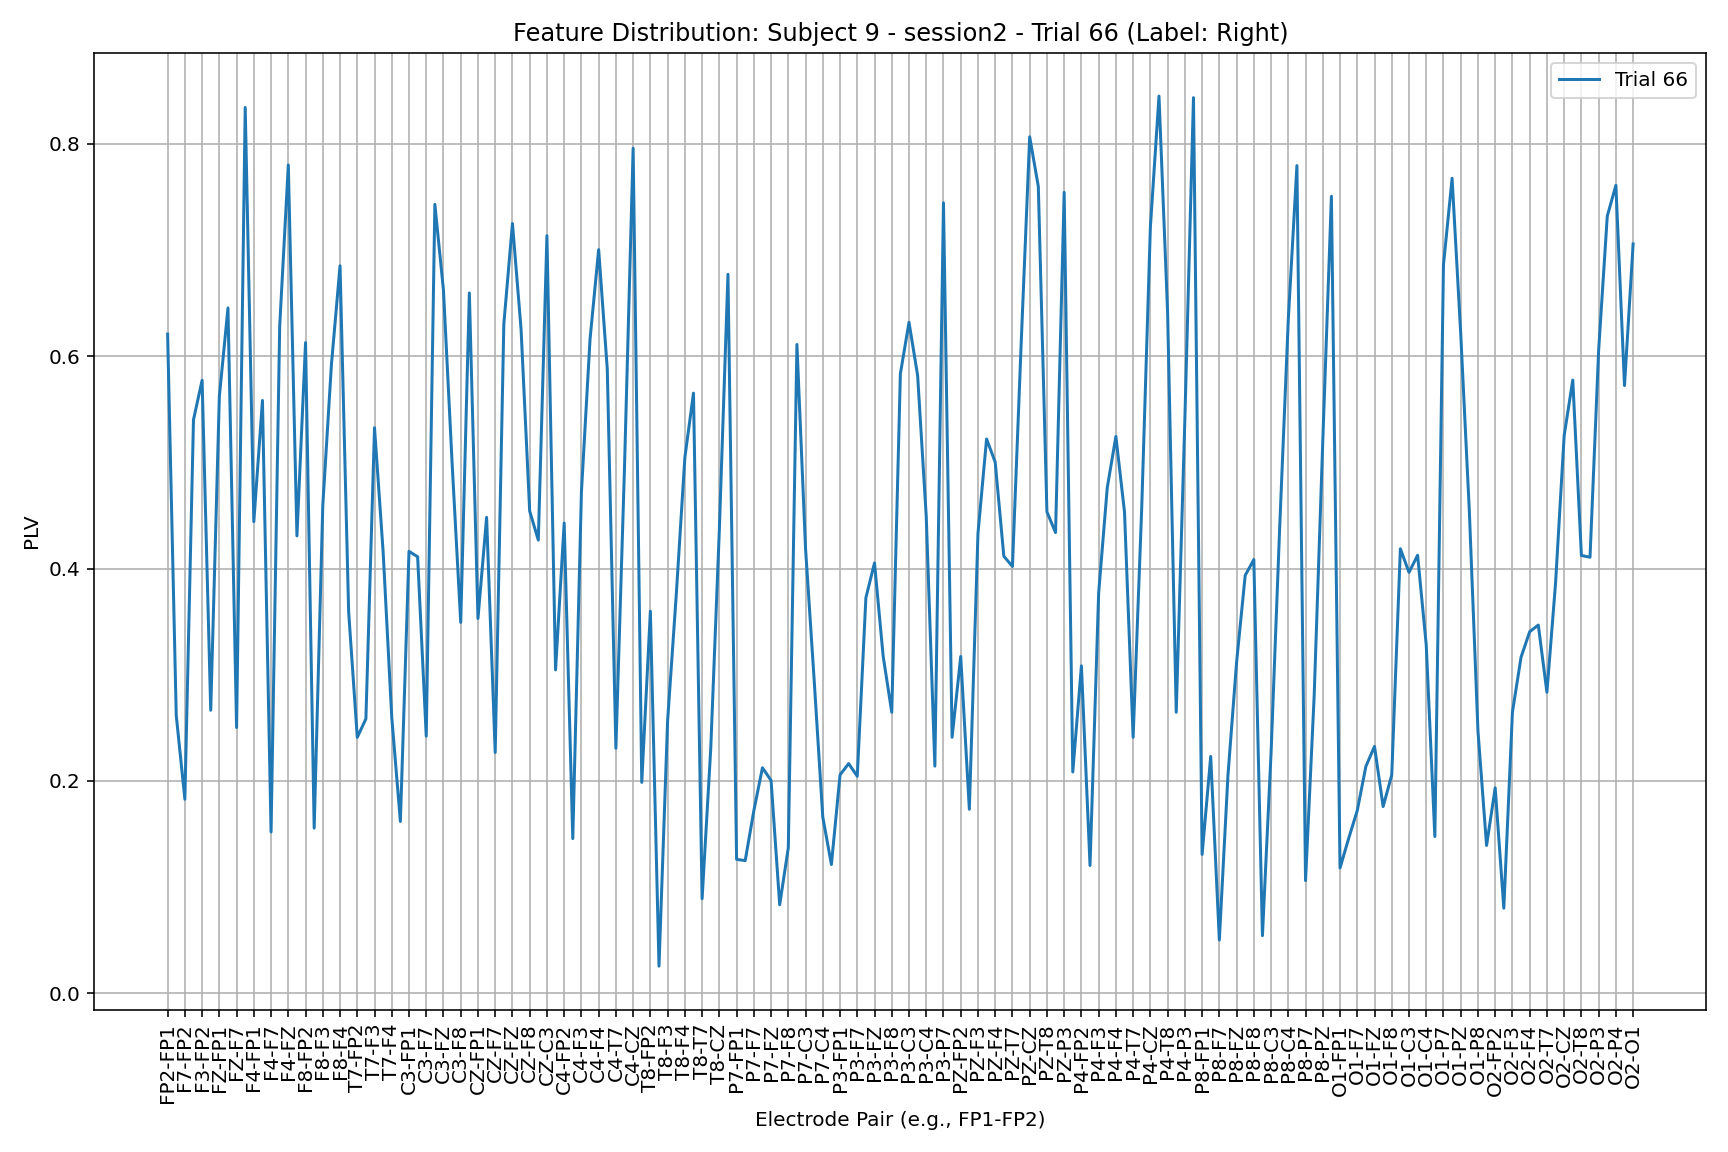 Feature Distribution: Subject 9 - session2 - Trial 66 (Label: Right)
Trial 66
PLV
0.8
0.6
0.4
0.2
0.0
FP2-FP1
F7-FP2
F3-FP2
FZ-FP1
FZ-F7
F4-FP1
F4-F7
F4-FZ
F8-FP2
F8-F3
F8-F4
T7-FP2
T7-F3
T7-F4
C3-FP1
C3-F7
C3-FZ
C3-F8
CZ-FP1
CZ-F7
CZ-FZ
CZ-F8
CZ-C3
C4-FP2
C4-F3
C4-F4
C4-T7
C4-CZ
T8-FP2
T8-F3
T8-F4
T8-T7
T8-CZ
P7-FP1
P7-F7
P7-FZ
P7-F8
P7-C3
P7-C4
P3-FP1
P3-F7
P3-FZ
P3-F8
P3-C3
P3-C4
P3-P7
PZ-FP2
PZ-F3
PZ-F4
PZ-T7
PZ-CZ
PZ-T8
PZ-P3
P4-FP2
P4-F3
P4-F4
P4-T7
P4-CZ
P4-T8
P4-P3
P8-FP1
P8-F7
P8-FZ
P8-F8
P8-C3
P8-C4
P8-P7
P8-PZ
O1-FP1
O1-F7
O1-FZ
O1-F8
O1-C3
O1-C4
O1-P7
O1-PZ
O1-P8
O2-FP2
O2-F3
O2-F4
O2-T7
O2-CZ
O2-T8
O2-P3
O2-P4
O2-O1
Electrode Pair (e.g., FP1-FP2)